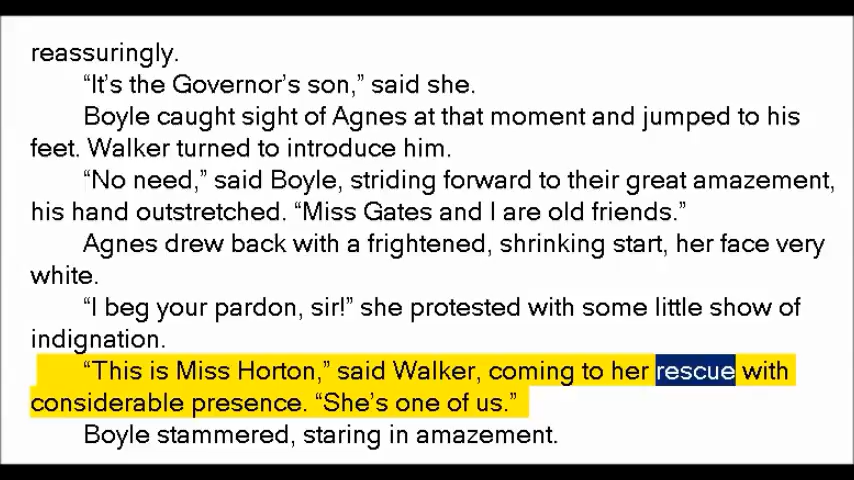 reassuringly.
“It’s the Governor’s son,” said she.
Boyle caught sight of Agnes at that moment and jumped to his
feet. Walker turned to introduce him.
“No need,” said Boyle, striding forward to their great amazement,
his hand outstretched. “Miss Gates and I are old friends.”
Agnes drew back with a frightened, shrinking start, her face very
white.
“I beg your pardon, sir!” she protested with some little show of
indignation.
“This is Miss Horton,” said Walker, coming to her rescue with
considerable presence. “She’s one of us.”
Boyle stammered, staring in amazement.